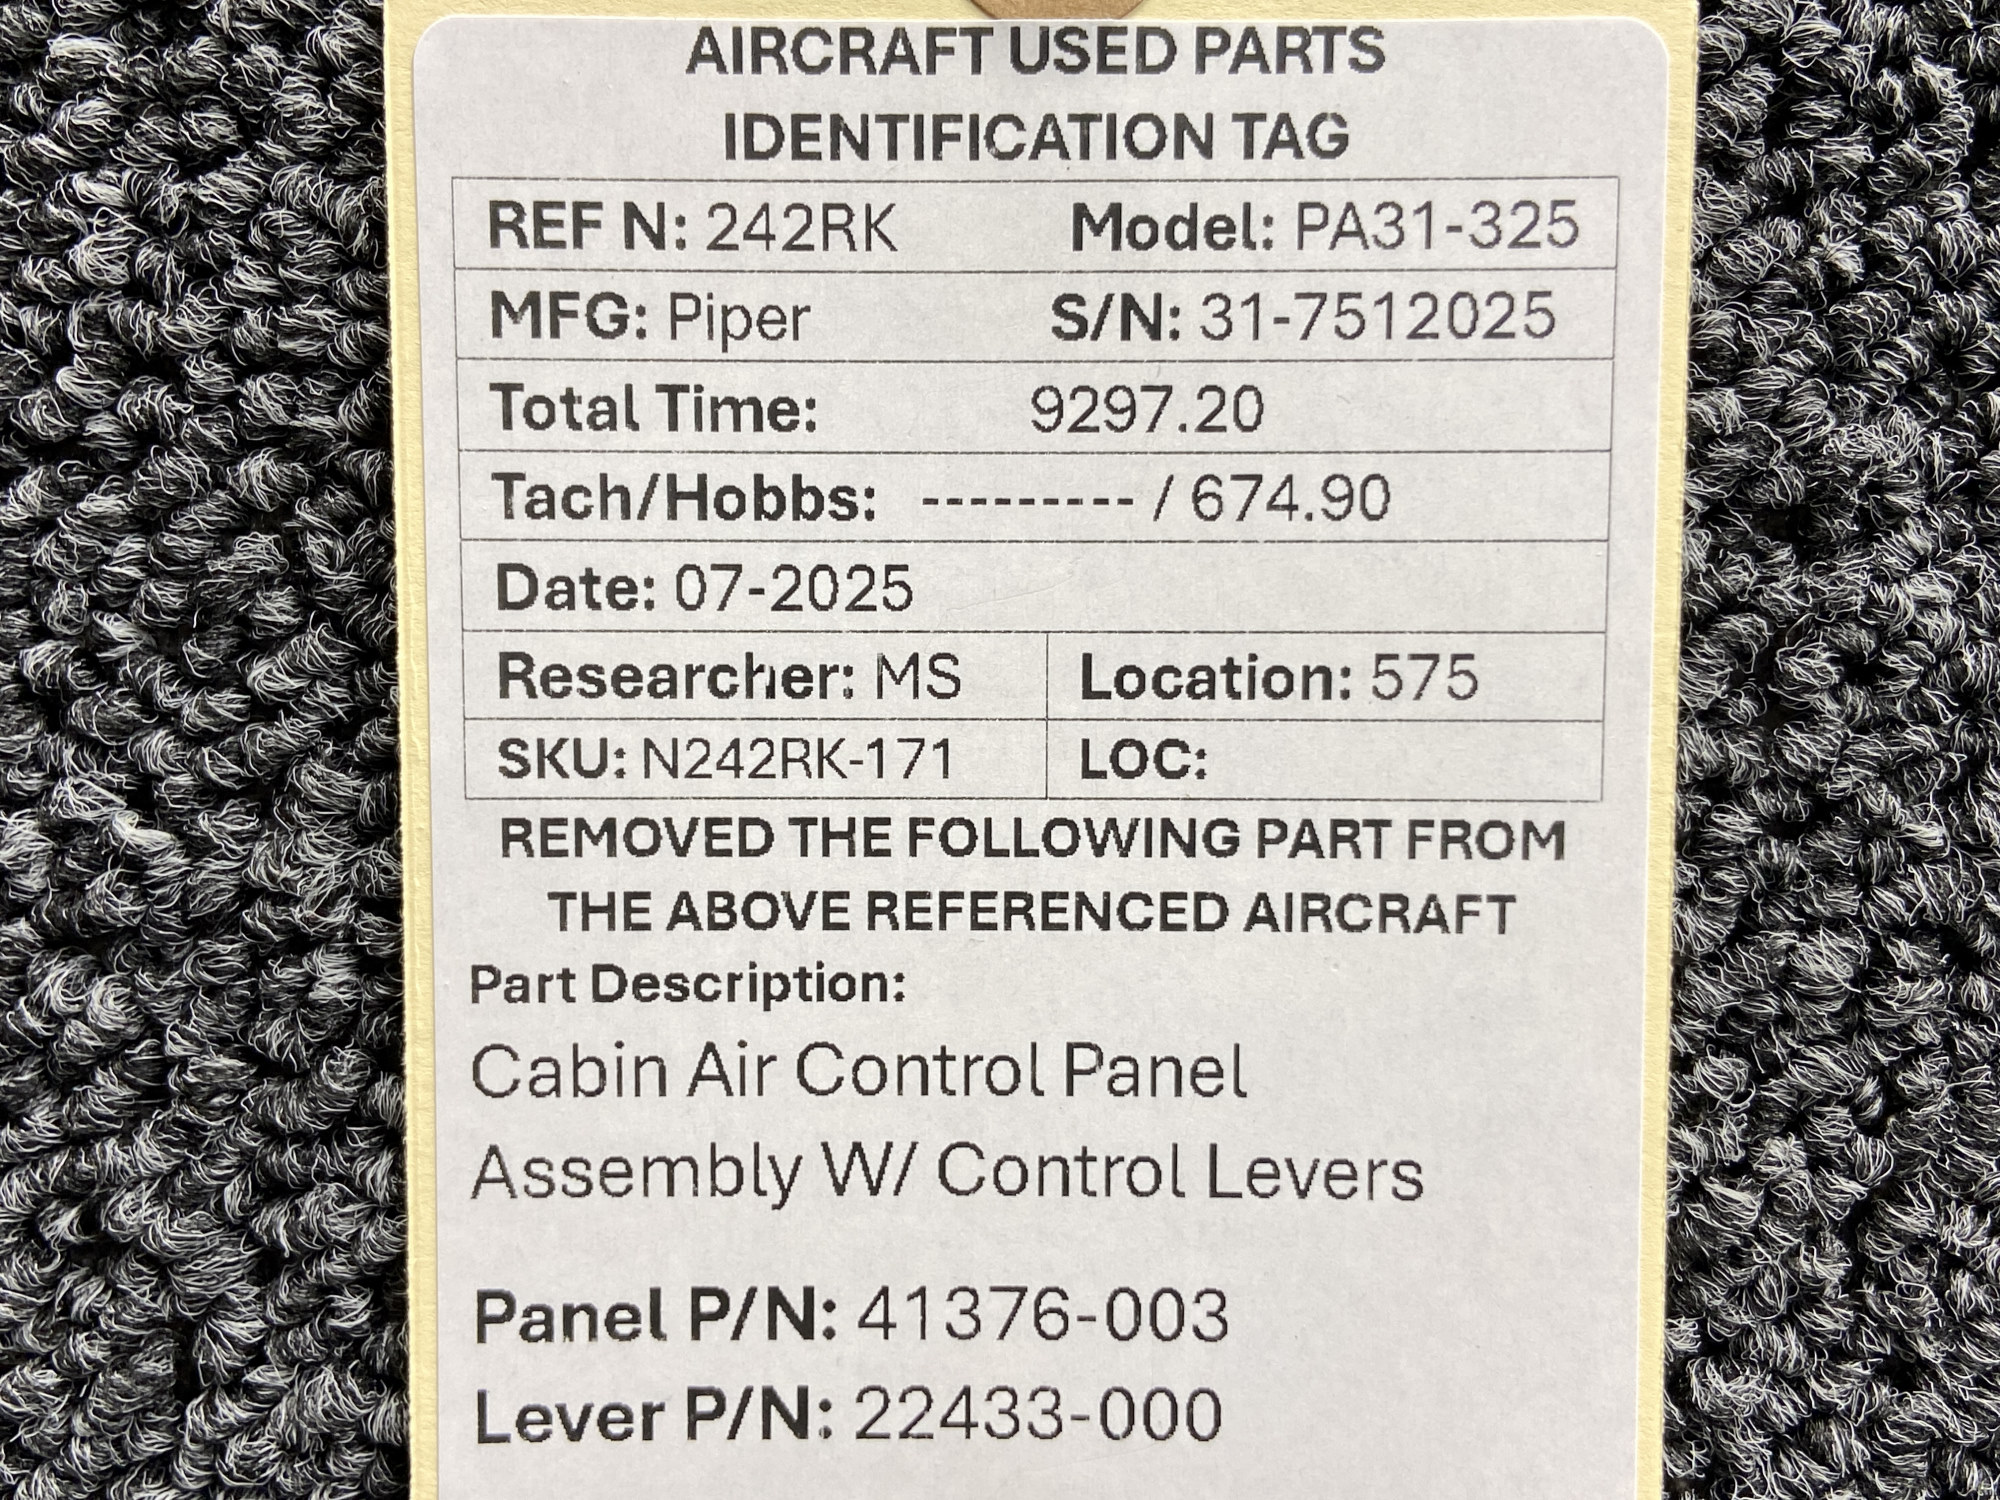 AIRCRAFT USED PARTS
IDENTIFICATION TAG
REF N: 242RK Model: PA31-325
MFG: Piper S/N: 31-7512025
Total Time: 9297.20
Tach/Hobbs: --------- / 674.90
Date: 07-2025
Researcher: MS Location: 575
SKU: N242RK-171 LOC:
REMOVED THE FOLLOWING PART FROM
THE ABOVE REFERENCED AIRCRAFT
Part Description:
Cabin Air Control Panel
Assembly W/ Control Levers
Panel P/N: 41376-003
Lever P/N: 22433-000